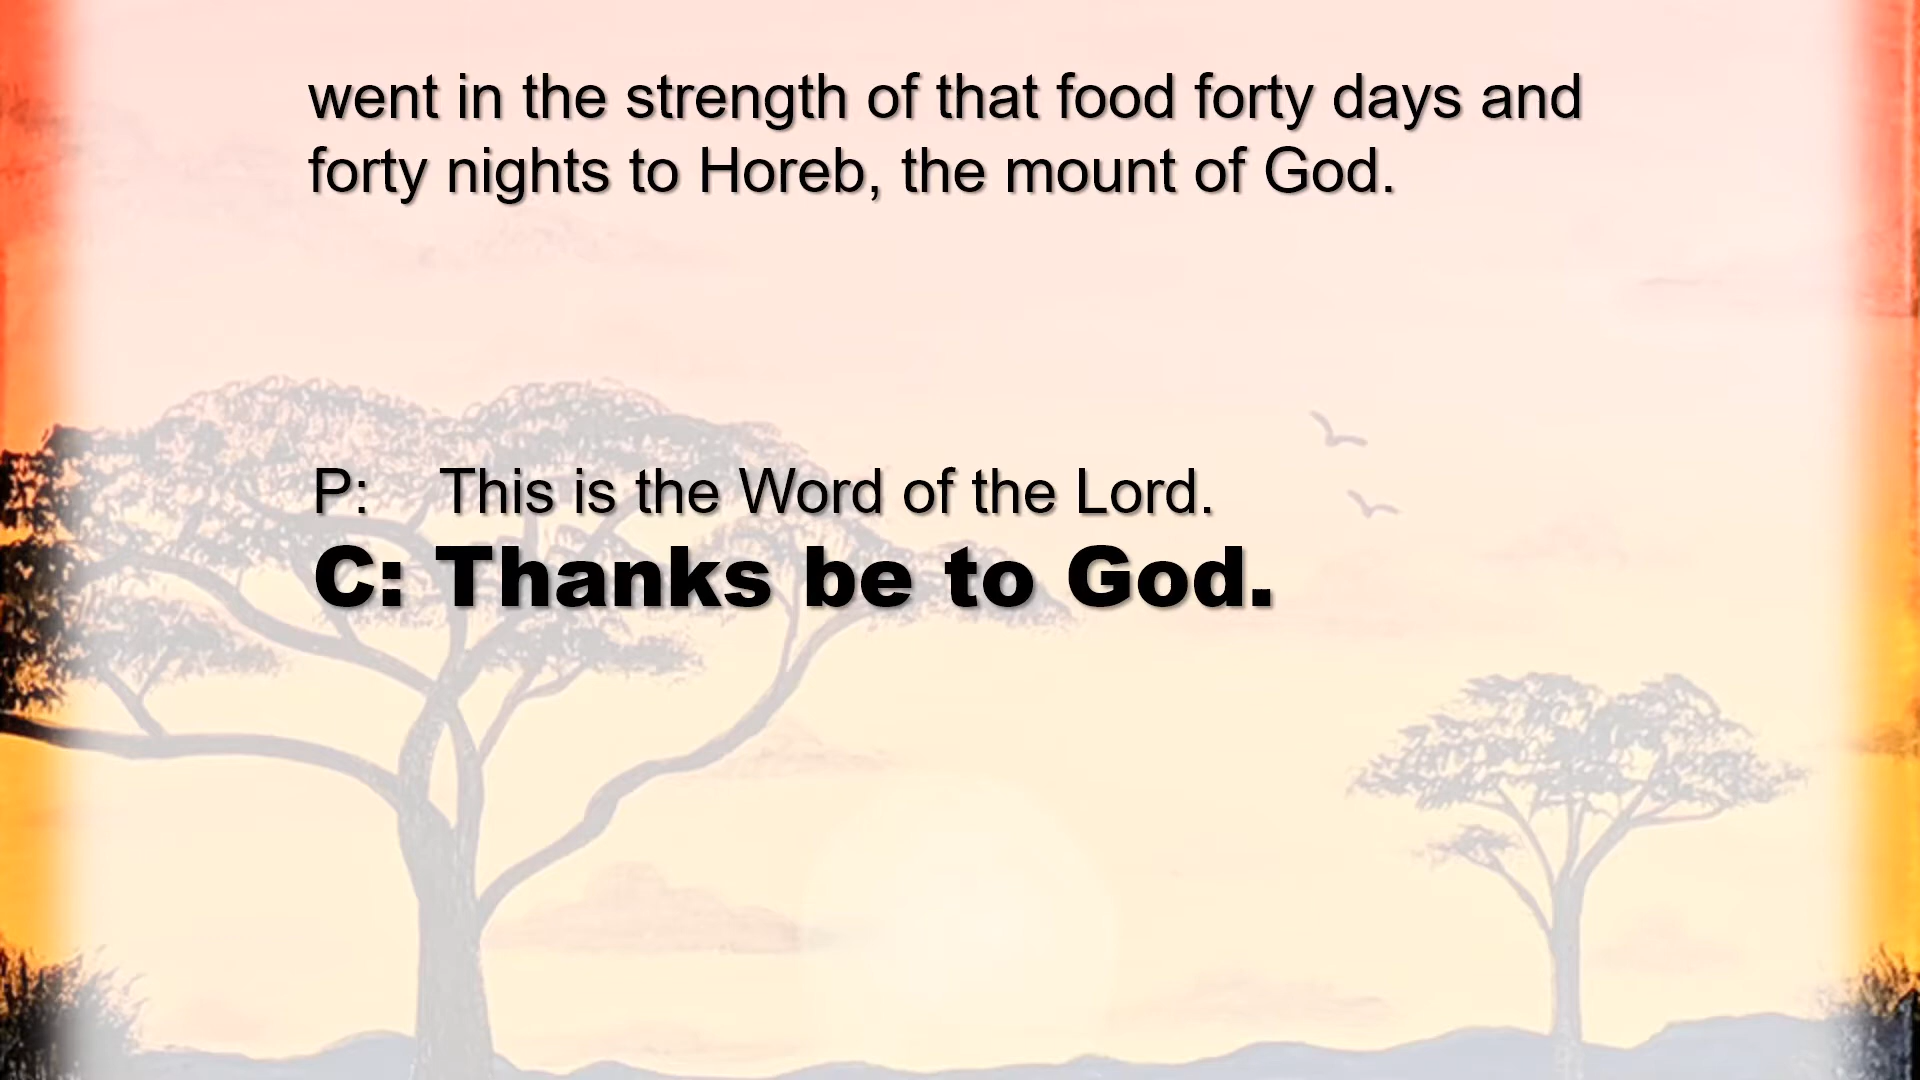 went in the strength of that food forty days and
forty nights to Horeb, the mount of God.
P: This is the Word of the Lord.
C: Thanks be to God.